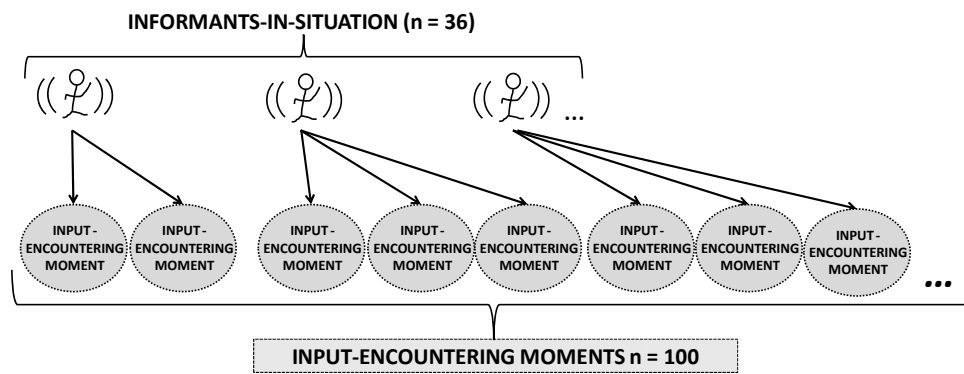 INFORMANTS-IN-SITUATION (n = 36)
...
INPUT -
ENCOUNTERING
MOMENT
INPUT -
ENCOUNTERING
MOMENT
INPUT -
ENCOUNTERING
MOMENT
INPUT -
ENCOUNTERING
MOMENT
INPUT -
ENCOUNTERING
MOMENT
INPUT -
ENCOUNTERING
MOMENT
INPUT -
ENCOUNTERING
MOMENT
INPUT -
ENCOUNTERING
MOMENT
...
INPUT-ENCOUNTERING MOMENTS n = 100